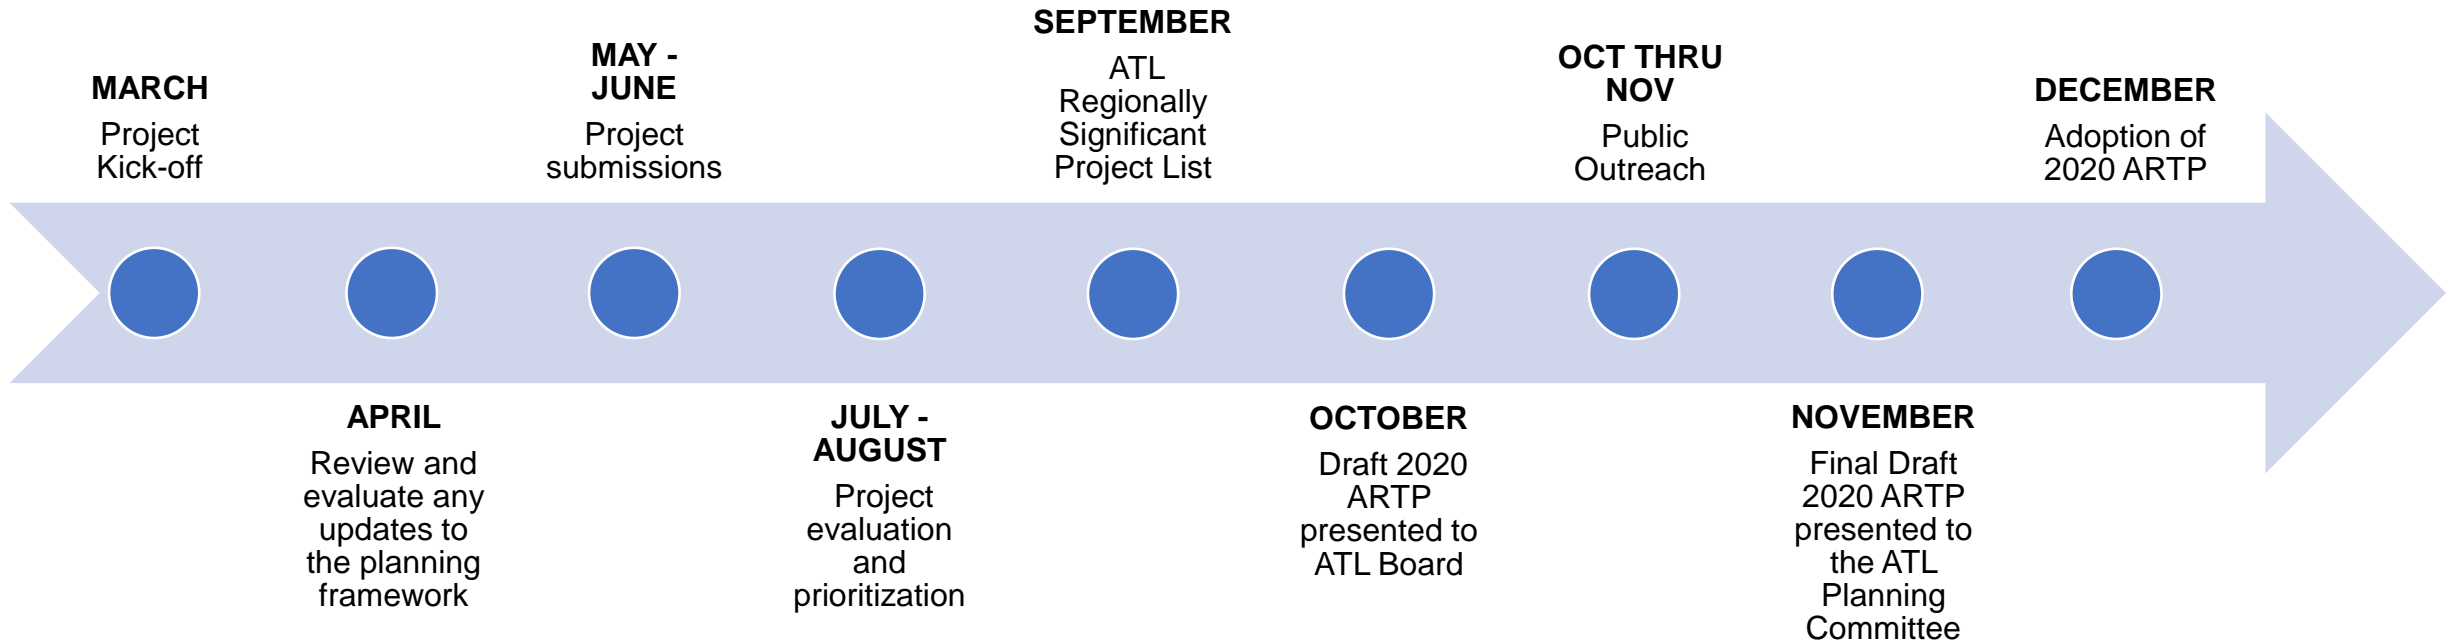 MARCH
Project
Kick-off
APRIL
Review and
evaluate any
updates to
the planning
framework
MAY -
JUNE
Project
submissions
JULY -
AUGUST
Project
evaluation
and
prioritization
SEPTEMBER
ATL
Regionally
Significant
Project List
OCTOBER
Draft 2020
ARTP
presented to
ATL Board
OCT THRU
NOV
Public
Outreach
NOVEMBER
Final Draft
2020 ARTP
presented to
the ATL
Planning
Committee
DECEMBER
Adoption of
2020 ARTP